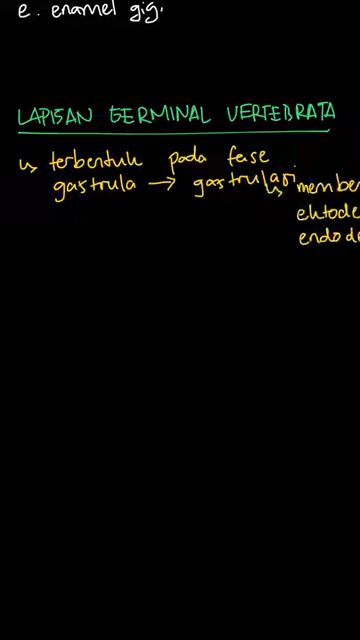 e. enamel gigi
LAPISAN GERMINAL VERTEBRATA
↳ terbentuk pada fase
gastrula → gastrulasi
↳ member
ektode
endode